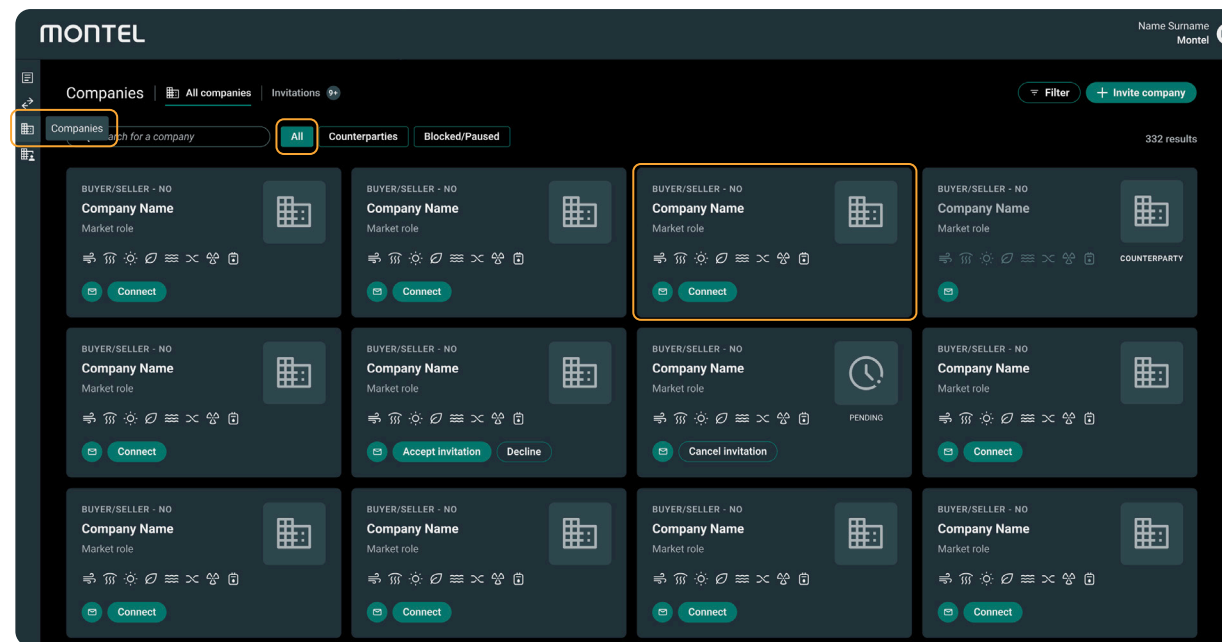 MONTEL
Name Surname
Montel
Companies
All companies
Invitations 9+
Filter
+ Invite company
Companies
arch for a company
All
Counterparties
Blocked/Paused
332 results
BUYER/SELLER - NO
Company Name
Market role
Connect
BUYER/SELLER - NO
Company Name
Market role
Connect
BUYER/SELLER - NO
Company Name
Market role
Connect
BUYER/SELLER - NO
Company Name
Market role
COUNTERPARTY
BUYER/SELLER - NO
Company Name
Market role
Connect
BUYER/SELLER - NO
Company Name
Market role
Accept invitation
Decline
BUYER/SELLER - NO
Company Name
Market role
PENDING
Cancel invitation
BUYER/SELLER - NO
Company Name
Market role
Connect
BUYER/SELLER - NO
Company Name
Market role
Connect
BUYER/SELLER - NO
Company Name
Market role
Connect
BUYER/SELLER - NO
Company Name
Market role
Connect
BUYER/SELLER - NO
Company Name
Market role
Connect